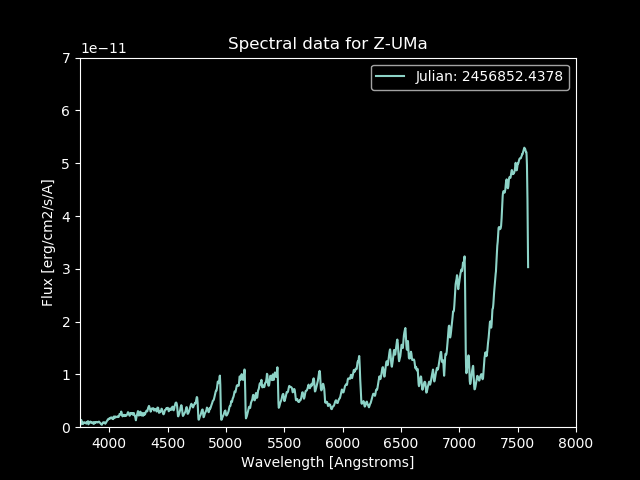 Spectral data for Z-UMa
1e−11
Julian: 2456852.4378
7
6
5
4
3
2
1
0
Flux [erg/cm2/s/A]
4000 4500 5000 5500 6000 6500 7000 7500 8000
Wavelength [Angstroms]